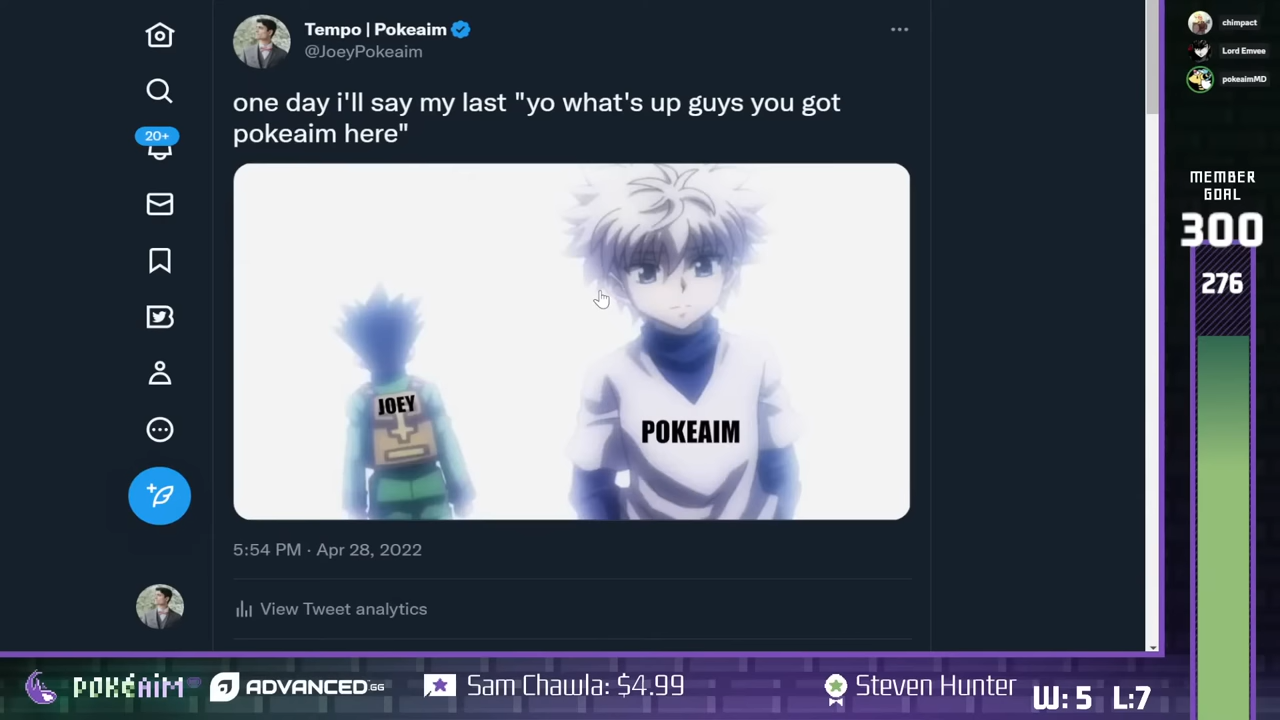 Tempo | Pokeaim
@JoeyPokeaim
one day i'll say my last "yo what's up guys you got
pokeaim here"
20+
JOEY
POKEAIM
5:54 PM · Apr 28, 2022
View Tweet analytics
chimpact
Lord Emvee
pokeaimMD
MEMBER
GOAL
300
276
POKÉAIM
ADVANCED.GG
Sam Chawla: $4.99
Steven Hunter
W: 5 L:7